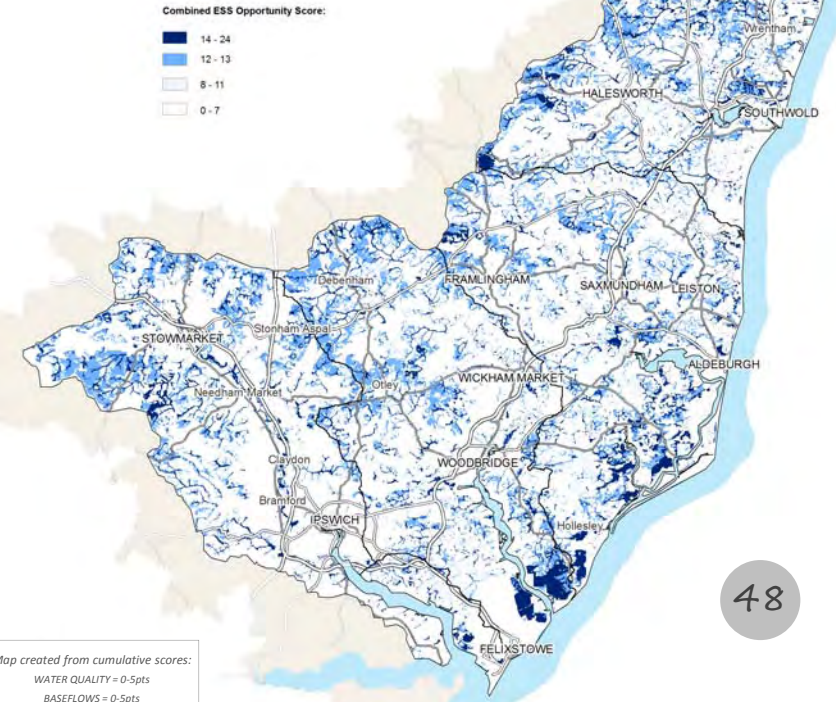 Combined ESS Opportunity Score:
14 - 24
12 - 13
8 - 11
0 - 7
Wrentham
HALESWORTH
SOUTHWOLD
Debenham
FRAMLINGHAM
SAXMUNDHAM
LEISTON
STOWMARKET
Stonham Aspal
ALDEBURGH
Needham Market
Otley
WICKHAM MARKET
Claydon
WOODBRIDGE
Bramford
IPSWICH
Hollesley
48
FELIXSTOWE
Map created from cumulative scores:
WATER QUALITY = 0-5pts
BASEFLOWS = 0-5pts